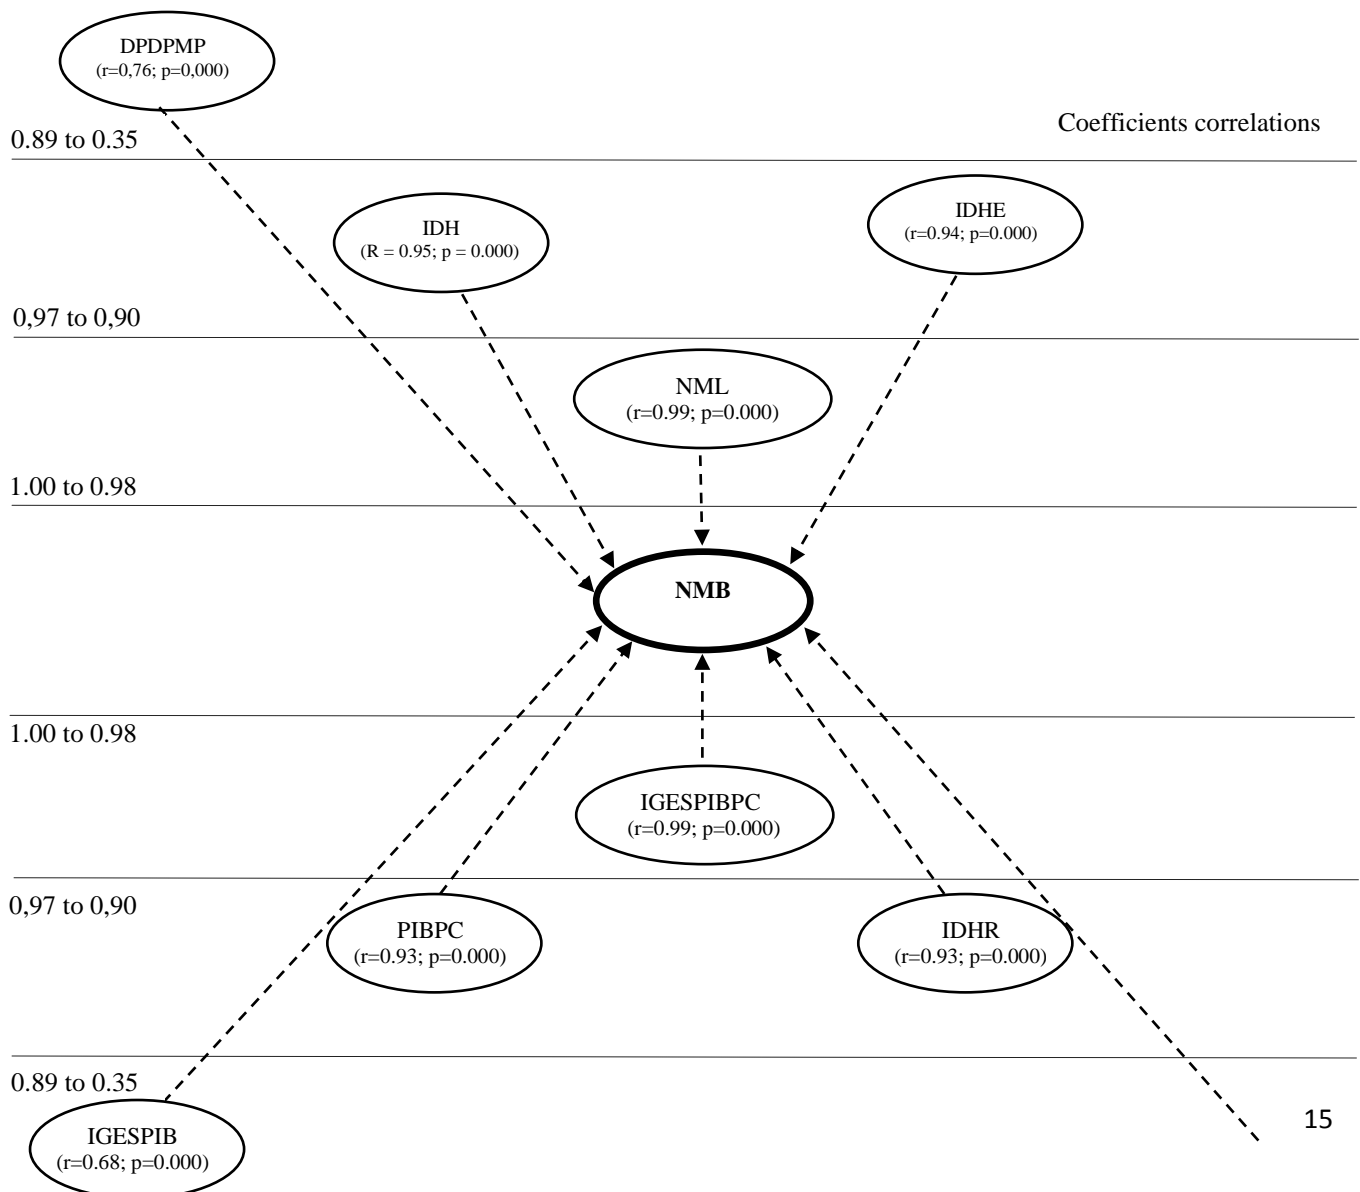 DPDPMP
(r=0,76; p=0,000)
Coefficients correlations
0.89 to 0.35
IDH
(R = 0.95; p = 0.000)
IDHE
(r=0.94; p=0.000)
0,97 to 0,90
NML
(r=0.99; p=0.000)
1.00 to 0.98
NMB
1.00 to 0.98
IGESPIBPC
(r=0.99; p=0.000)
0,97 to 0,90
PIBPC
(r=0.93; p=0.000)
IDHR
(r=0.93; p=0.000)
0.89 to 0.35
IGESPIB
(r=0.68; p=0.000)
15